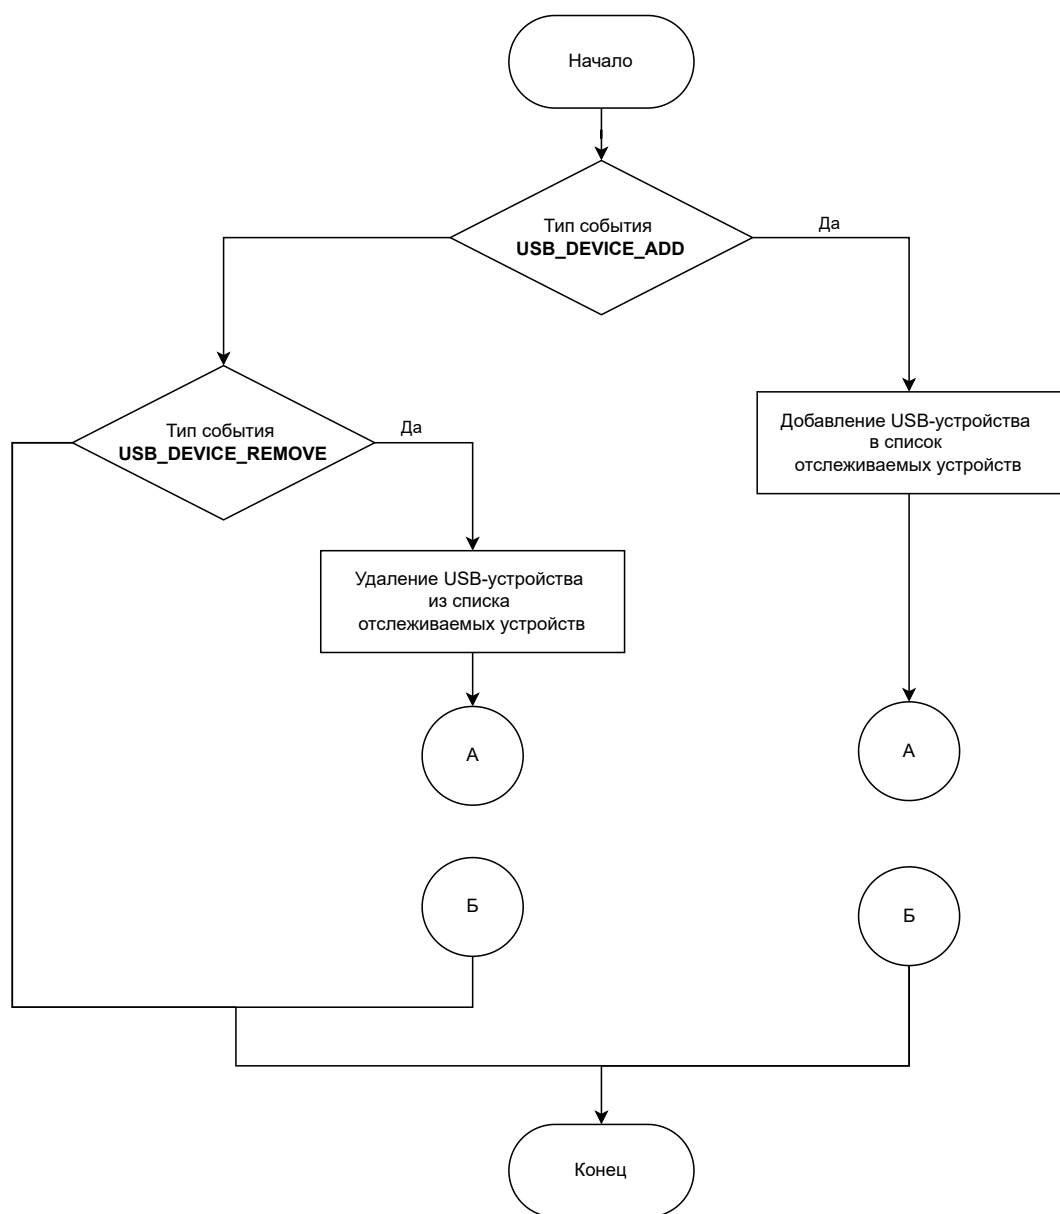 Начало
Тип события
USB_DEVICE_ADD
Да
Тип события
USB_DEVICE_REMOVE
Да
Добавление USB-устройства
в список
отслеживаемых устройств
Удаление USB-устройства
из списка
отслеживаемых устройств
А
А
Б
Б
Конец